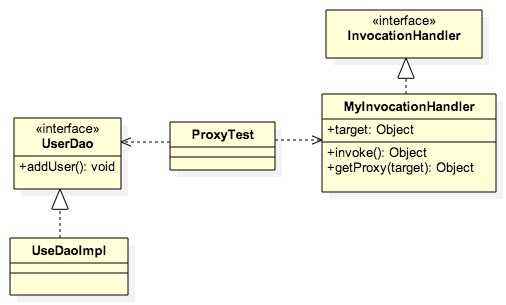 «interface»
InvocationHandler
MyInvocationHandler
+target: Object
+invoke(): Object
+getProxy(target): Object
ProxyTest
«interface»
UserDao
+addUser(): void
UseDaoImpl